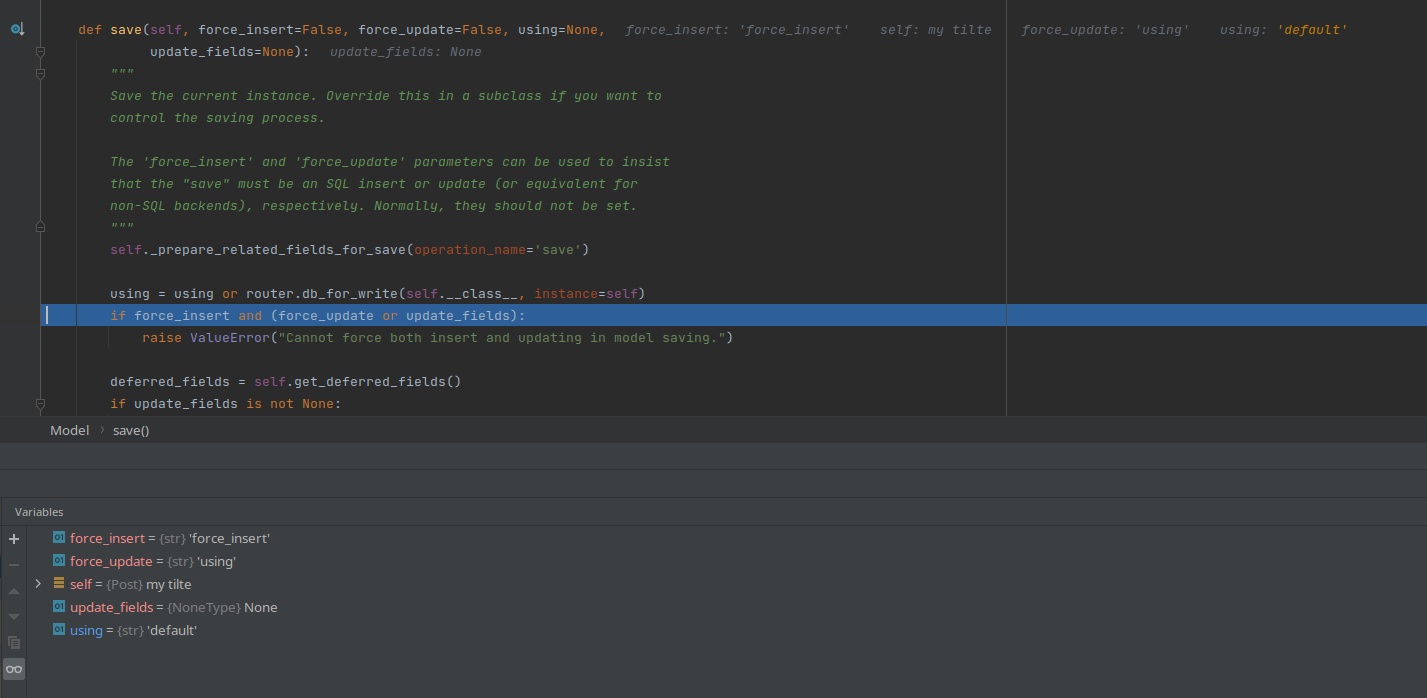 def save(self, force_insert=False, force_update=False, using=None, force_insert: 'force_insert' self: my tilte force_update: 'using' using: 'default'
update_fields=None): update_fields: None
"""
Save the current instance. Override this in a subclass if you want to
control the saving process.
The 'force_insert' and 'force_update' parameters can be used to insist
that the "save" must be an SQL insert or update (or equivalent for
non-SQL backends), respectively. Normally, they should not be set.
"""
self._prepare_related_fields_for_save(operation_name='save')
using = using or router.db_for_write(self.__class__, instance=self)
if force_insert and (force_update or update_fields):
raise ValueError("Cannot force both insert and updating in model saving.")
deferred_fields = self.get_deferred_fields()
if update_fields is not None:
Model › save()
Variables
01 force_insert = {str} 'force_insert'
01 force_update = {str} 'using'
self = {Post} my tilte
01 update_fields = {NoneType} None
01 using = {str} 'default'